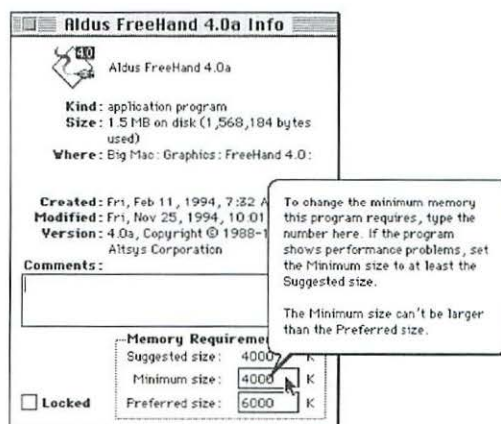 Aldus FreeHand 4.0a Info
4.0
Aldus FreeHand 4.0a
Kind: application program
Size: 1.5 MB on disk (1,568,184 bytes
used)
Where: Big Mac: Graphics: FreeHand 4.0:
Created: Fri, Feb 11, 1994, 7:32 A
Modified: Fri, Nov 25, 1994, 10:01
Version: 4.0a, Copyright © 1988-1
Altsys Corporation
Comments:
To change the minimum memory
this program requires, type the
number here. If the program
shows performance problems, set
the Minimum size to at least the
Suggested size.
The Minimum size can't be larger
than the Preferred size.
Memory Requireme
Suggested size: 4000 K
Minimum size: 4000 K
Locked
Preferred size: 6000 K